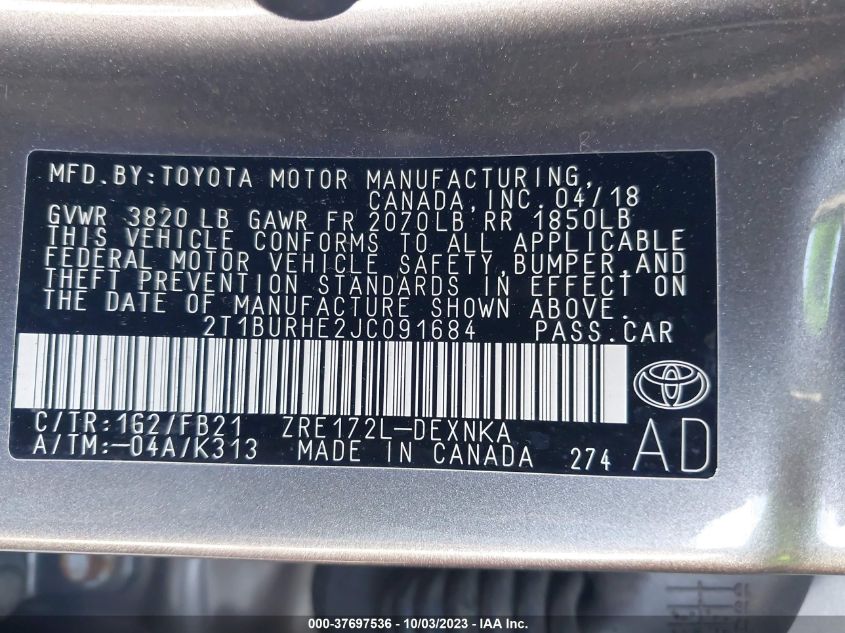 MFD.BY:TOYOTA MOTOR MANUFACTURING,
CANADA, INC. 04/18
GVWR 3820 LB GAWR FR 2070LB RR 1850LB
THIS VEHICLE CONFORMS TO ALL APPLICABLE
FEDERAL MOTOR VEHICLE SAFETY, BUMPER, AND
THEFT PREVENTION STANDARDS IN EFFECT ON
THE DATE OF MANUFACTURE SHOWN ABOVE.
2T1BURHE2JC091684 PASS.CAR
C/TR:1G2/FB21 ZRE172L-DEXNKA
A/TM:-04A/K313 MADE IN CANADA 274
AD
000-37697536 - 10/03/2023 - IAA Inc.